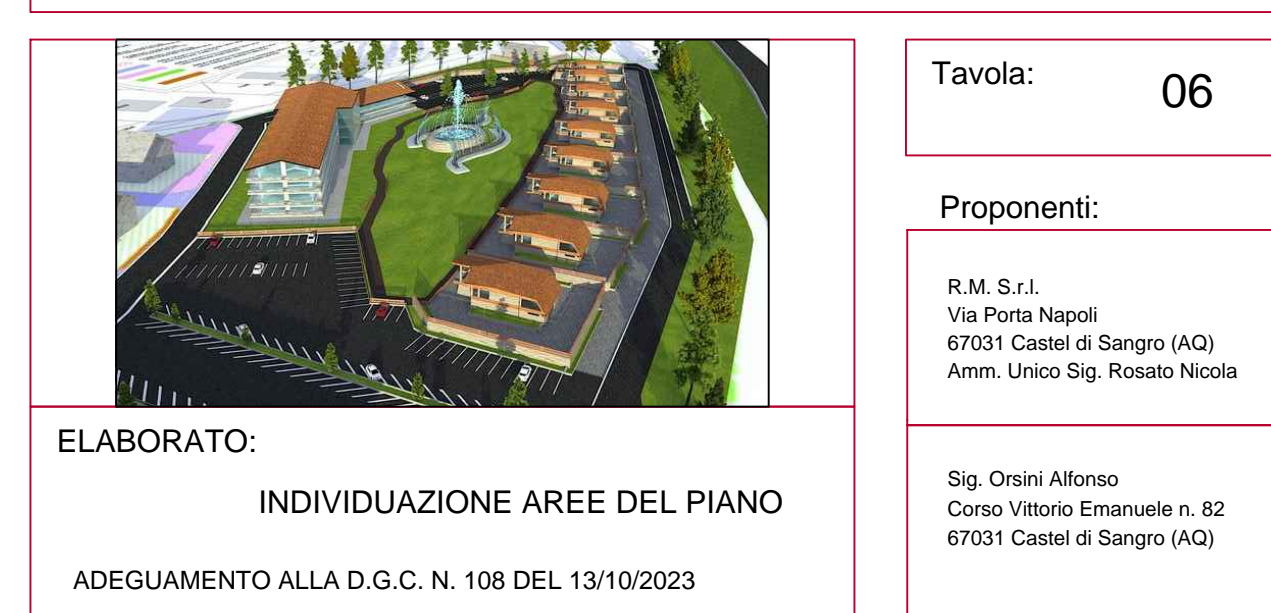 Tavola:
06
Proponenti:
R.M. S.r.l.
Via Porta Napoli
67031 Castel di Sangro (AQ)
Amm. Unico Sig. Rosato Nicola
ELABORATO:
INDIVIDUAZIONE AREE DEL PIANO
ADEGUAMENTO ALLA D.G.C. N. 108 DEL 13/10/2023
Sig. Orsini Alfonso
Corso Vittorio Emanuele n. 82
67031 Castel di Sangro (AQ)